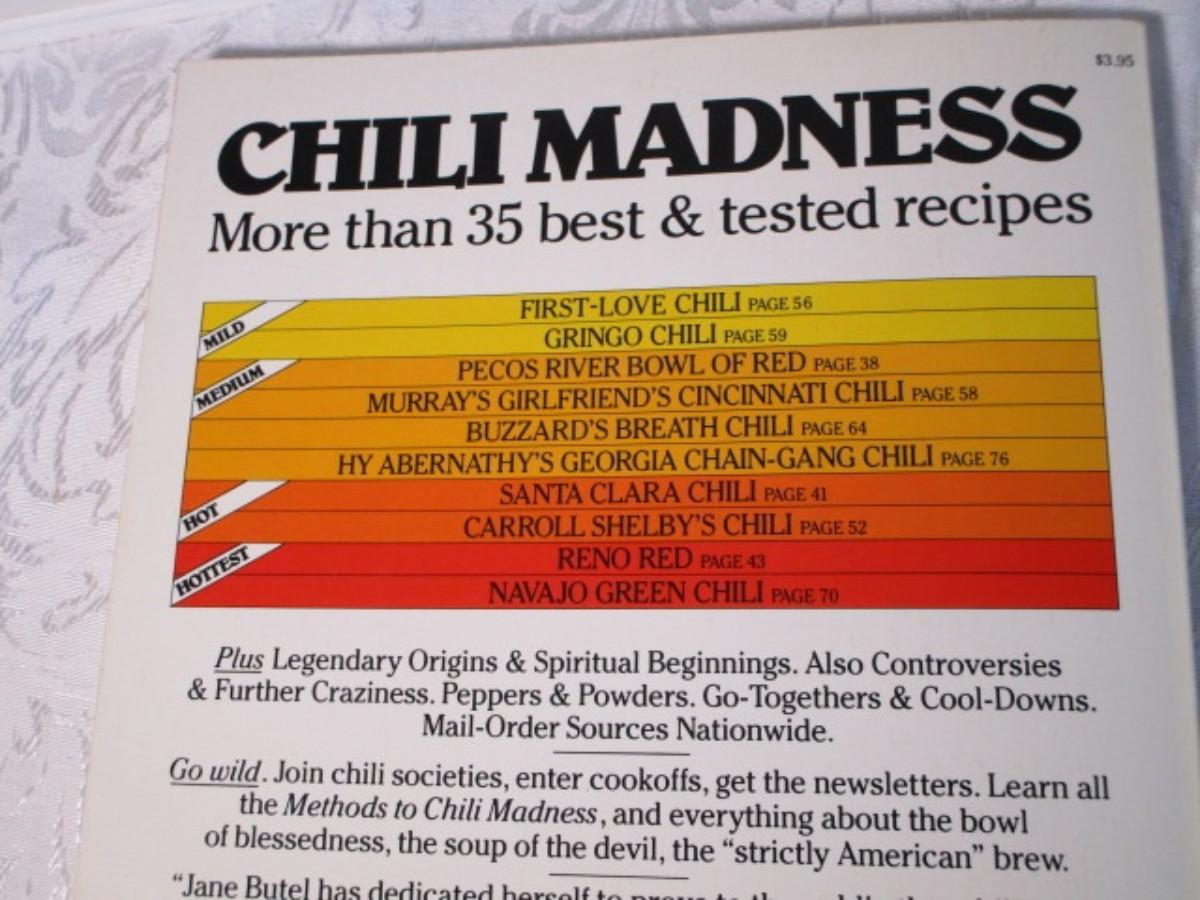 $3.95
CHILI MADNESS
More than 35 best & tested recipes
MILD
FIRST-LOVE CHILI PAGE 56
GRINGO CHILI PAGE 59
MEDIUM
PECOS RIVER BOWL OF RED PAGE 38
MURRAY'S GIRLFRIEND'S CINCINNATI CHILI PAGE 58
BUZZARD'S BREATH CHILI PAGE 64
HY ABERNATHY'S GEORGIA CHAIN-GANG CHILI PAGE 76
HOT
SANTA CLARA CHILI PAGE 41
CARROLL SHELBY'S CHILI PAGE 52
HOTTEST
RENO RED PAGE 43
NAVAJO GREEN CHILI PAGE 70
Plus Legendary Origins & Spiritual Beginnings. Also Controversies
& Further Craziness. Peppers & Powders. Go-Togethers & Cool-Downs.
Mail-Order Sources Nationwide.
Go wild. Join chili societies, enter cookoffs, get the newsletters. Learn all
the Methods to Chili Madness, and everything about the bowl
of blessedness, the soup of the devil, the “strictly American” brew.
“Jane Butel has dedicated herself to prove to the